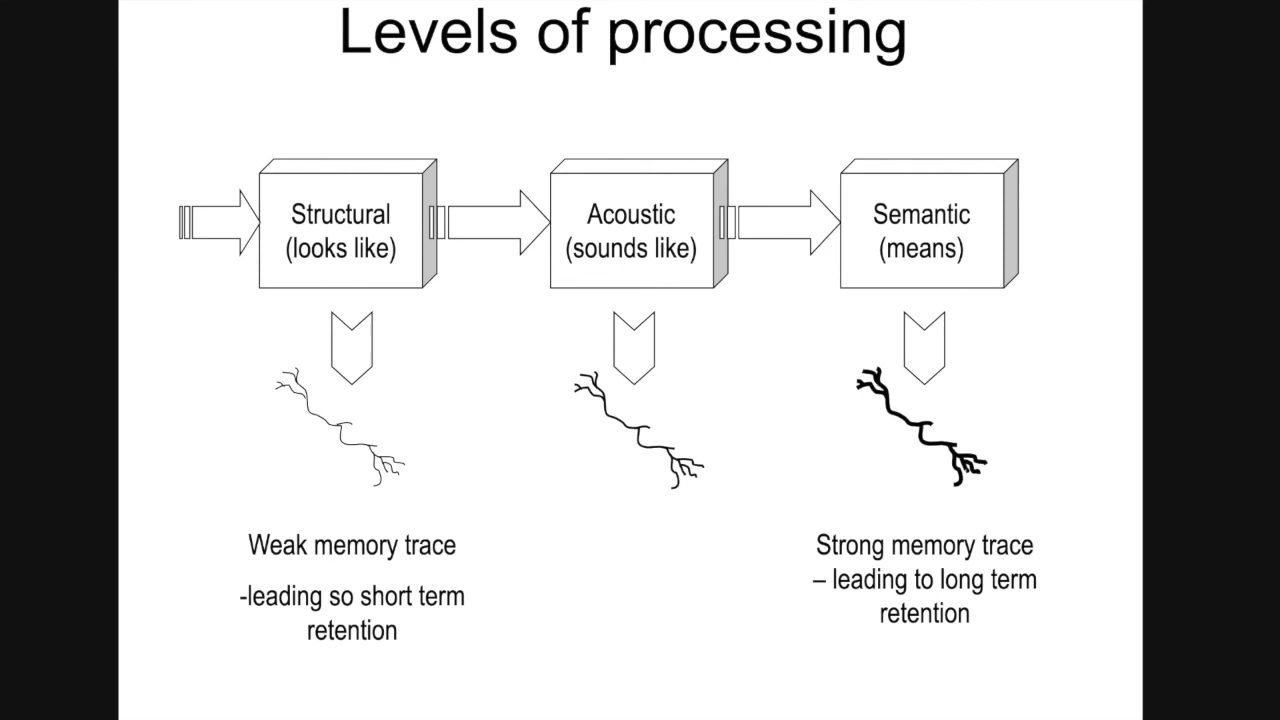 Levels of processing
Structural
(looks like)
Acoustic
(sounds like)
Semantic
(means)
Weak memory trace
-leading so short term
retention
Strong memory trace
– leading to long term
retention